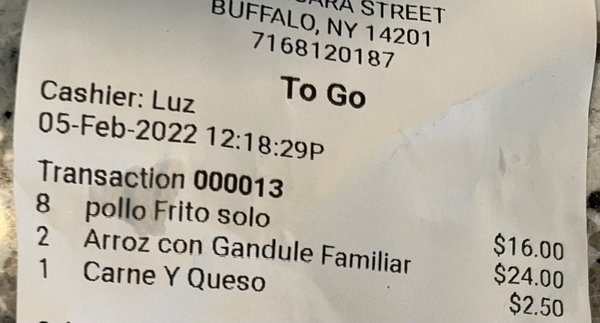 STREET
BUFFALO, NY 14201
7168120187
To Go
Cashier: Luz
05-Feb-2022 12:18:29P
Transaction 000013
8 pollo Frito solo $16.00
2 Arroz con Gandule Familiar $24.00
1 Carne Y Queso $2.50